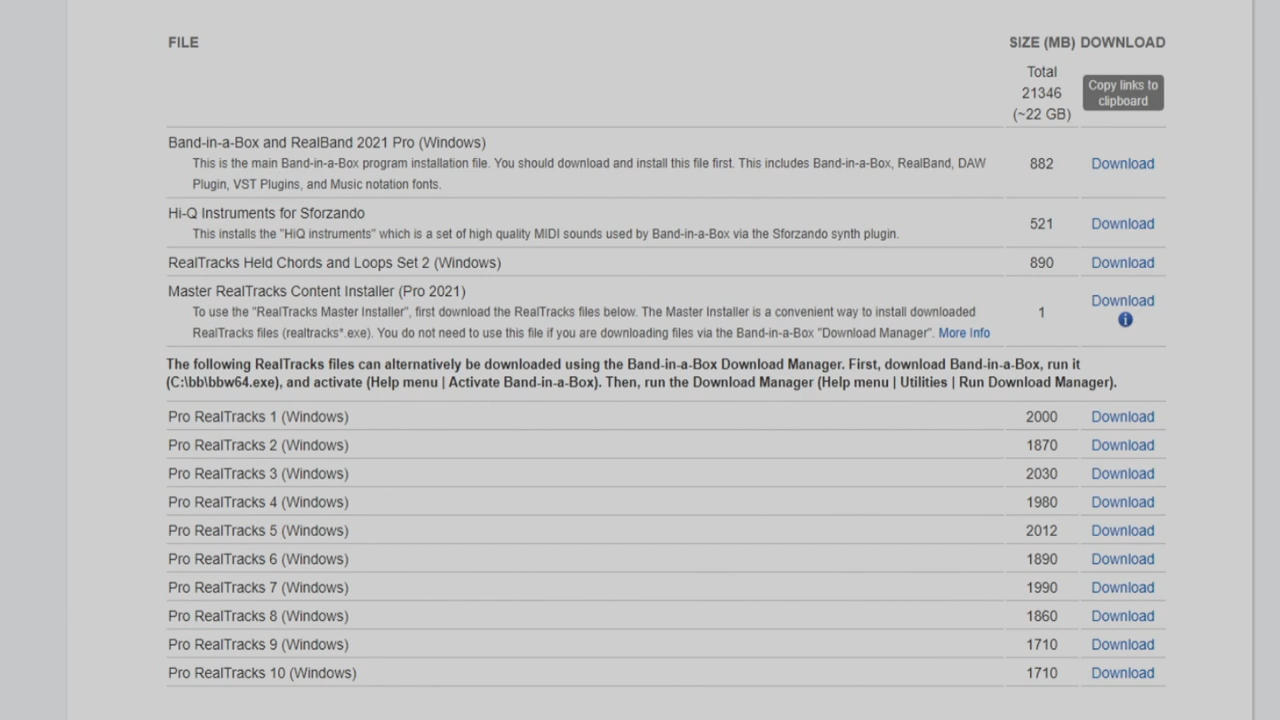 FILE SIZE (MB) DOWNLOAD
Total
21346
(~22 GB)
Copy links to
clipboard
Band-in-a-Box and RealBand 2021 Pro (Windows)
This is the main Band-in-a-Box program installation file. You should download and install this file first. This includes Band-in-a-Box, RealBand, DAW
Plugin, VST Plugins, and Music notation fonts.
882 Download
Hi-Q Instruments for Sforzando
This installs the "HiQ instruments" which is a set of high quality MIDI sounds used by Band-in-a-Box via the Sforzando synth plugin.
521 Download
RealTracks Held Chords and Loops Set 2 (Windows) 890 Download
Master RealTracks Content Installer (Pro 2021)
To use the "RealTracks Master Installer", first download the RealTracks files below. The Master Installer is a convenient way to install downloaded
RealTracks files (realtracks*.exe). You do not need to use this file if you are downloading files via the Band-in-a-Box "Download Manager". More Info
1 Download
The following RealTracks files can alternatively be downloaded using the Band-in-a-Box Download Manager. First, download Band-in-a-Box, run it
(C:\bb\bbw64.exe), and activate (Help menu | Activate Band-in-a-Box). Then, run the Download Manager (Help menu | Utilities | Run Download Manager).
Pro RealTracks 1 (Windows) 2000 Download
Pro RealTracks 2 (Windows) 1870 Download
Pro RealTracks 3 (Windows) 2030 Download
Pro RealTracks 4 (Windows) 1980 Download
Pro RealTracks 5 (Windows) 2012 Download
Pro RealTracks 6 (Windows) 1890 Download
Pro RealTracks 7 (Windows) 1990 Download
Pro RealTracks 8 (Windows) 1860 Download
Pro RealTracks 9 (Windows) 1710 Download
Pro RealTracks 10 (Windows) 1710 Download